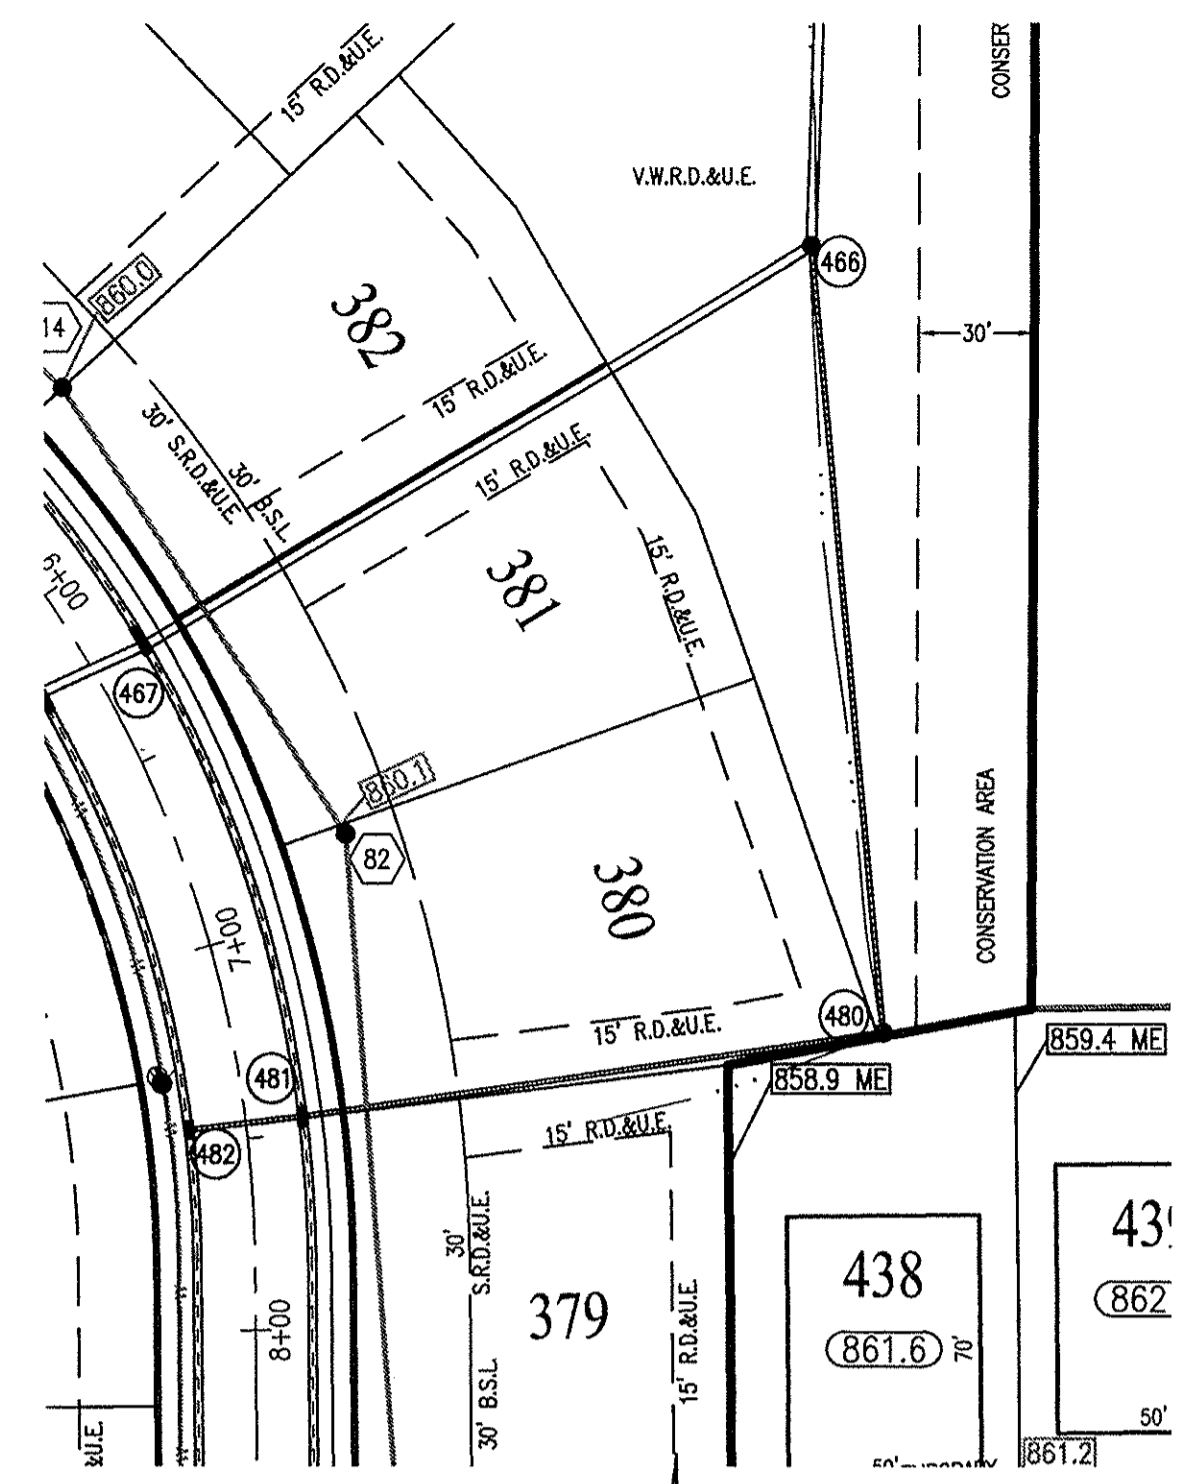 15' R.D.&U.E.
CONSER
V.W.R.D.&U.E.
860.0
14
466
382
30'
15' R.D.&U.E.
30' S.R.D.&U.E.
30' B.S.L.
15' R.D.&U.E.
381
15' R.D.&U.E.
6+00
467
860.1
82
380
7+00
CONSERVATION AREA
15' R.D.&U.E.
480
859.4 ME
858.9 ME
481
482
15' R.D.&U.E.
30'
S.R.D.&U.E.
30' B.S.L.
379
15' R.D.&U.E.
8+00
438
861.6
70'
43
862
50'
861.2
&U.E.
50'